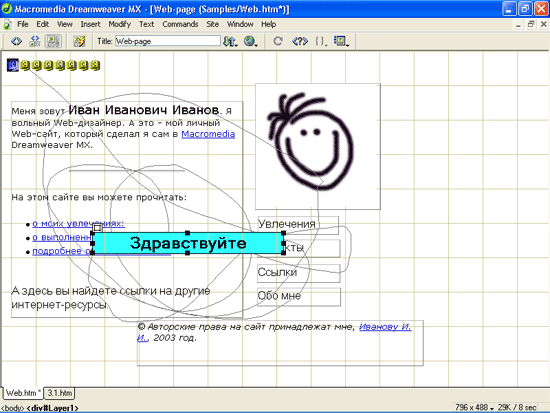 Macromedia Dreamweaver MX - [Web-page (Samples/Web.htm*)]
File Edit View Insert Modify Text Commands Site Window Help
Title: Web-page
Меня зовут Иван Иванович Иванов. Я
вольный Web-дизайнер. А это - мой личный
Web-сайт, который сделал я сам в Macromedia
Dreamweaver MX.
На этом сайте вы можете прочитать:
о моих увлечениях:
о выполнен
подробнее о
А здесь вы найдете ссылки на другие
интернет-ресурсы.
Здравствуйте
Увлечения
кты
Ссылки
Обо мне
© Авторские права на сайт принадлежат мне, Иванову И.
И., 2003 год.
Web.htm* 3.1.htm
<body> <div#Layer1> 796 x 488 29K / 8 sec